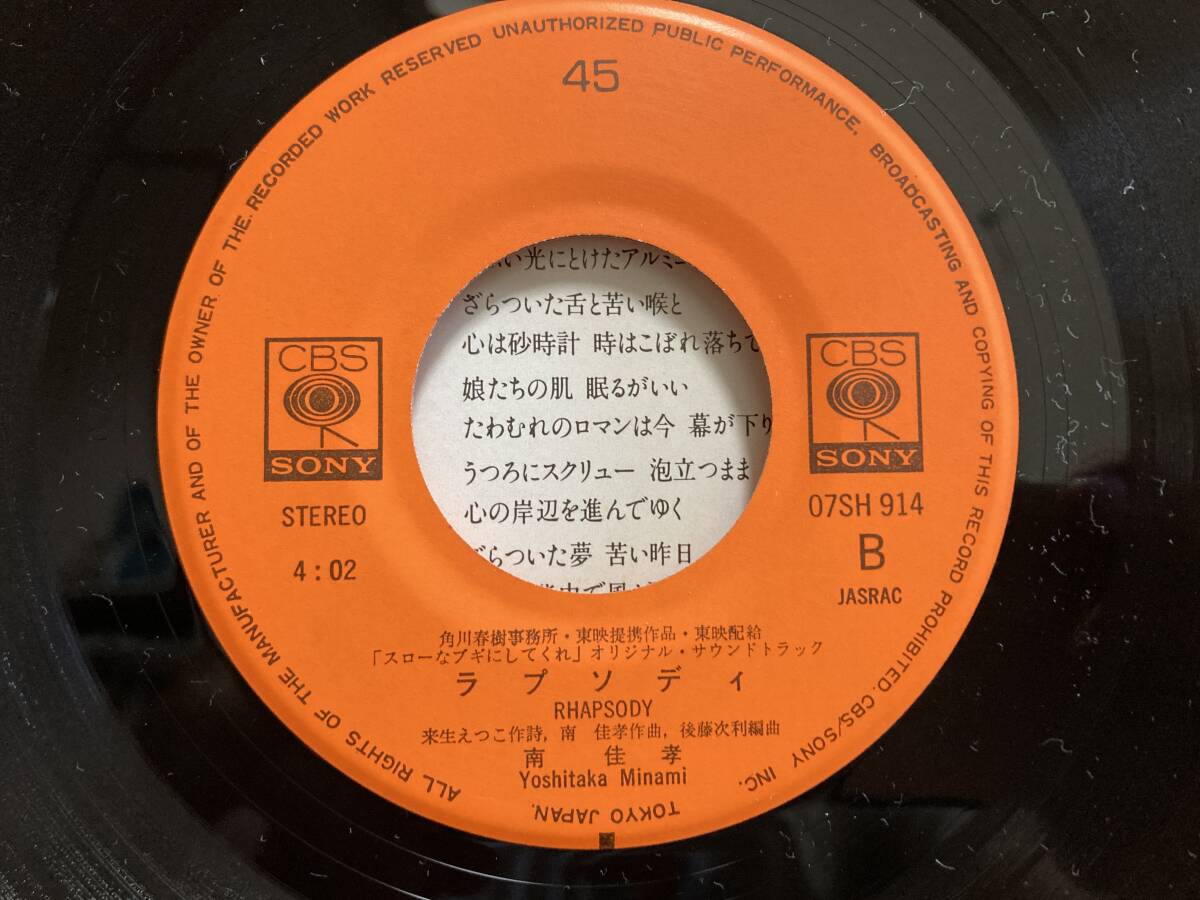 45
ALL RIGHTS OF THE MANUFACTURER AND OF THE OWNER OF THE RECORDED WORK RESERVED UNAUTHORIZED PUBLIC PERFORMANCE, BROADCASTING AND COPYING OF THIS RECORD PROHIBITED. CBS/SONY INC.
TOKYO JAPAN.
CBS
SONY
STEREO
4:02
CBS
SONY
07SH 914
B
JASRAC
い光にとけたアルミ
ざらついた舌と苦い喉と
心は砂時計 時はこぼれ落ちて
娘たちの肌 眠るがいい
たわむれのロマンは今 幕が下り
うつろにスクリュー 泡立つまま
心の岸辺を進んでゆく
ざらついた夢 苦い昨日
角川春樹事務所・東映提携作品・東映配給
「スローなブギにしてくれ」オリジナル・サウンドトラック
ラプソディ
RHAPSODY
来生えつこ作詩, 南 佳孝作曲, 後藤次利編曲
南 佳孝
Yoshitaka Minami